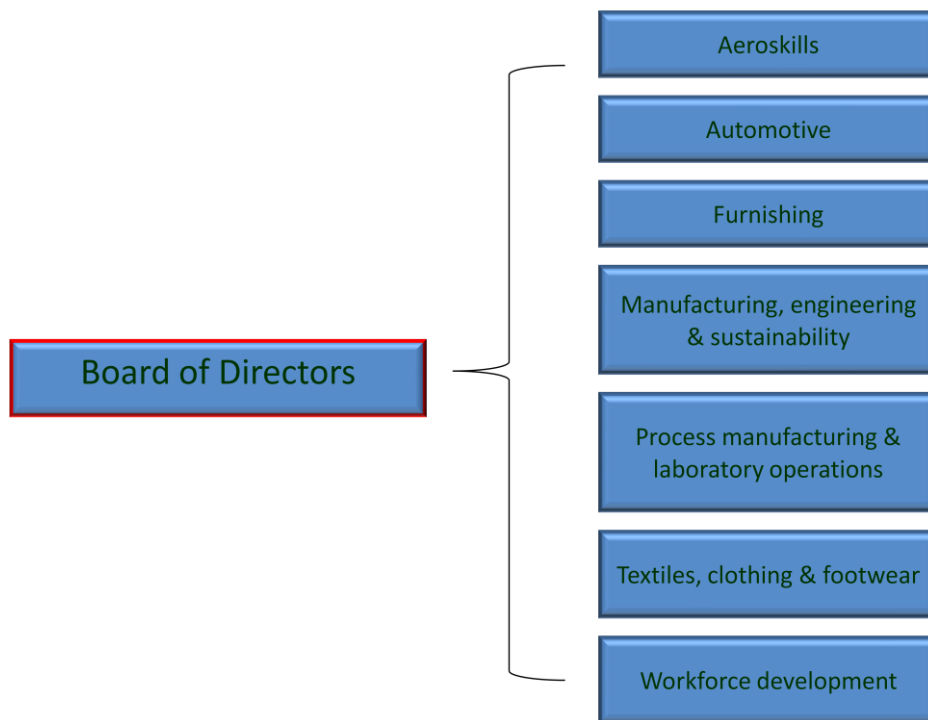 Aeroskills
Automotive
Furnishing
Manufacturing, engineering
& sustainability
Board of Directors
Process manufacturing &
laboratory operations
Textiles, clothing & footwear
Workforce development